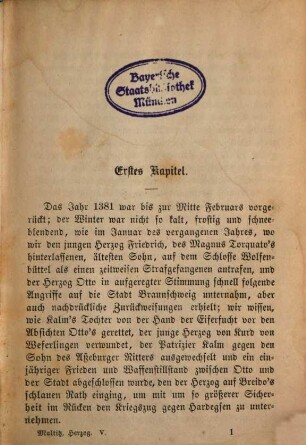 Bayerische
Staatsbibliothek
München
Erstes Kapitel.
Das Jahr 1381 war bis zur Mitte Februars vorge-
rückt; der Winter war nicht so kalt, frostig und schnee-
blendend, wie im Januar des vergangenen Jahres, wo
wir den jungen Herzog Friedrich, des Magnus Torquato's
hinterlassenen, ältesten Sohn, auf dem Schlosse Wolfen-
büttel als einen zeitweisen Strafgefangenen antrafen, und
der Herzog Otto in aufgeregter Stimmung schnell folgende
Angriffe auf die Stadt Braunschweig unternahm, aber
auch nachdrückliche Zurückweisungen erhielt; wir wissen,
wie Kalm's Tochter von der Hand der Eifersucht vor den
Absichten Otto's gerettet, der junge Herzog von Kurd von
Weferlingen verwundet, der Patrizier Kalm gegen den
Sohn des Asseburger Ritters ausgewechselt und ein ein-
jähriger Frieden und Waffenstillstand zwischen Otto und
der Stadt abgeschlossen wurde, den der Herzog auf Breido's
schlauen Rath einging, um mit um so größerer Sicher-
heit im Rücken den Kriegszug gegen Hardegsen zu unter-
nehmen.
Maltitz, Herzog. V. 1